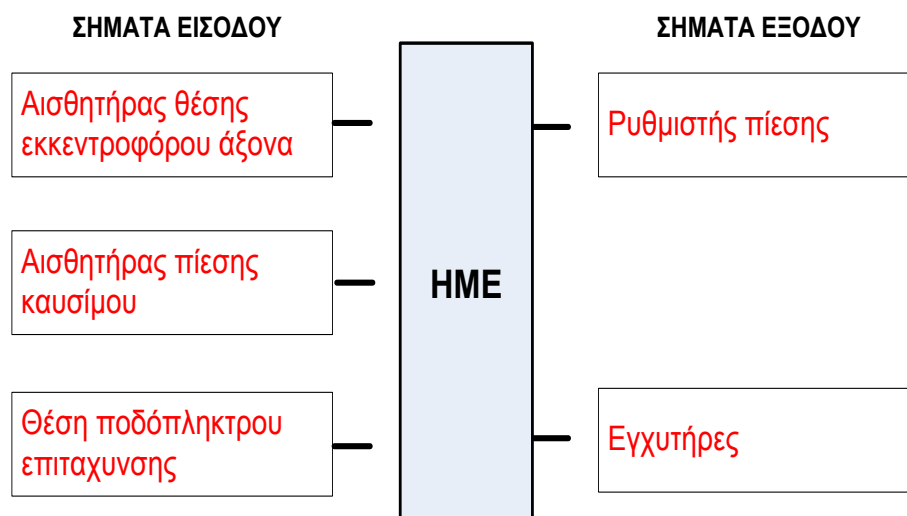 ΣΗΜΑΤΑ ΕΙΣΟΔΟΥ
Αισθητήρας θέσης
εκκεντροφόρου άξονα
Αισθητήρας πίεσης
καυσίμου
Θέση ποδόπληκτρου
επιταχυνσης
ΗΜΕ
ΣΗΜΑΤΑ ΕΞΟΔΟΥ
Ρυθμιστής πίεσης
Εγχυτήρες